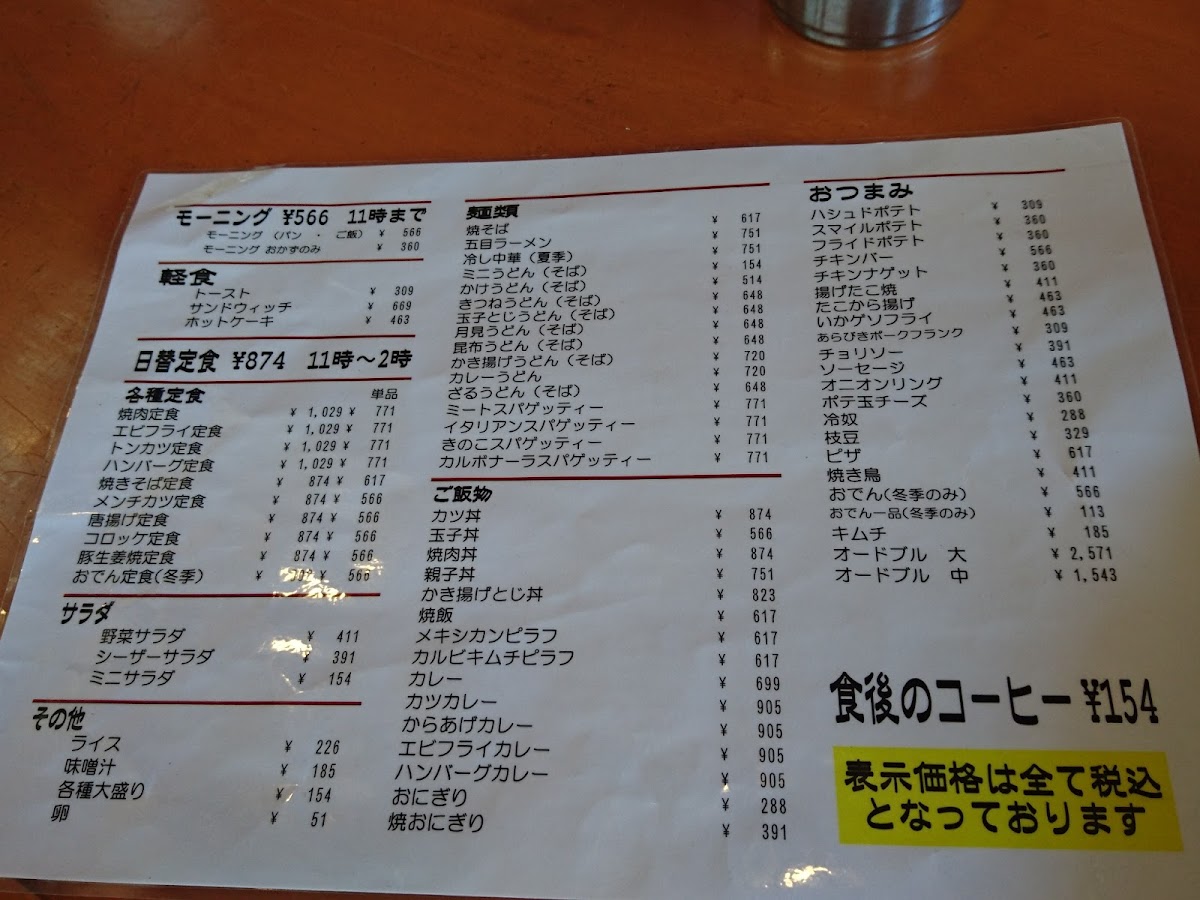 モーニング ¥566 11時まで
モーニング （パン ・ ご飯） ¥ 566
モーニング おかずのみ ¥ 360
軽食
トースト ¥ 309
サンドウィッチ ¥ 669
ホットケーキ ¥ 463
日替定食 ¥874 11時～2時
各種定食 単品
焼肉定食 ¥ 1,029 ¥ 771
エビフライ定食 ¥ 1,029 ¥ 771
トンカツ定食 ¥ 1,029 ¥ 771
ハンバーグ定食 ¥ 1,029 ¥ 771
焼きそば定食 ¥ 874 ¥ 617
メンチカツ定食 ¥ 874 ¥ 566
唐揚げ定食 ¥ 874 ¥ 566
コロッケ定食 ¥ 874 ¥ 566
豚生姜焼定食 ¥ 874 ¥ 566
おでん定食（冬季） ¥ ¥ 566
サラダ
野菜サラダ ¥ 411
シーザーサラダ ¥ 391
ミニサラダ ¥ 154
その他
ライス ¥ 226
味噌汁 ¥ 185
各種大盛り ¥ 154
卵 ¥ 51
麺類
焼そば ¥ 617
五目ラーメン ¥ 751
冷し中華（夏季） ¥ 751
ミニうどん（そば） ¥ 154
かけうどん（そば） ¥ 514
きつねうどん（そば） ¥ 648
玉子とじうどん（そば） ¥ 648
月見うどん（そば） ¥ 648
昆布うどん（そば） ¥ 648
かき揚げうどん（そば） ¥ 720
カレーうどん ¥ 720
ざるうどん（そば） ¥ 648
ミートスパゲッティー ¥ 771
イタリアンスパゲッティー ¥ 771
きのこスパゲッティー ¥ 771
カルボナーラスパゲッティー ¥ 771
ご飯物
カツ丼 ¥ 874
玉子丼 ¥ 566
焼肉丼 ¥ 874
親子丼 ¥ 751
かき揚げとじ丼 ¥ 823
焼飯 ¥ 617
メキシカンピラフ ¥ 617
カルビキムチピラフ ¥ 617
カレー ¥ 699
カツカレー ¥ 905
からあげカレー ¥ 905
エビフライカレー ¥ 905
ハンバーグカレー ¥ 905
おにぎり ¥ 288
焼おにぎり ¥ 391
おつまみ
ハシュドポテト ¥ 309
スマイルポテト ¥ 360
フライドポテト ¥ 360
チキンバー ¥ 566
チキンナゲット ¥ 360
揚げたこ焼 ¥ 411
たこから揚げ ¥ 463
いかゲソフライ ¥ 463
あらびきポークフランク ¥ 309
チョリソー ¥ 391
ソーセージ ¥ 463
オニオンリング ¥ 411
ポテ玉チーズ ¥ 360
冷奴 ¥ 288
枝豆 ¥ 329
ピザ ¥ 617
焼き鳥 ¥ 411
おでん(冬季のみ) ¥ 566
おでん一品(冬季のみ) ¥ 113
キムチ ¥ 185
オードブル 大 ¥ 2,571
オードブル 中 ¥ 1,543
食後のコーヒー ¥154
表示価格は全て税込
となっております